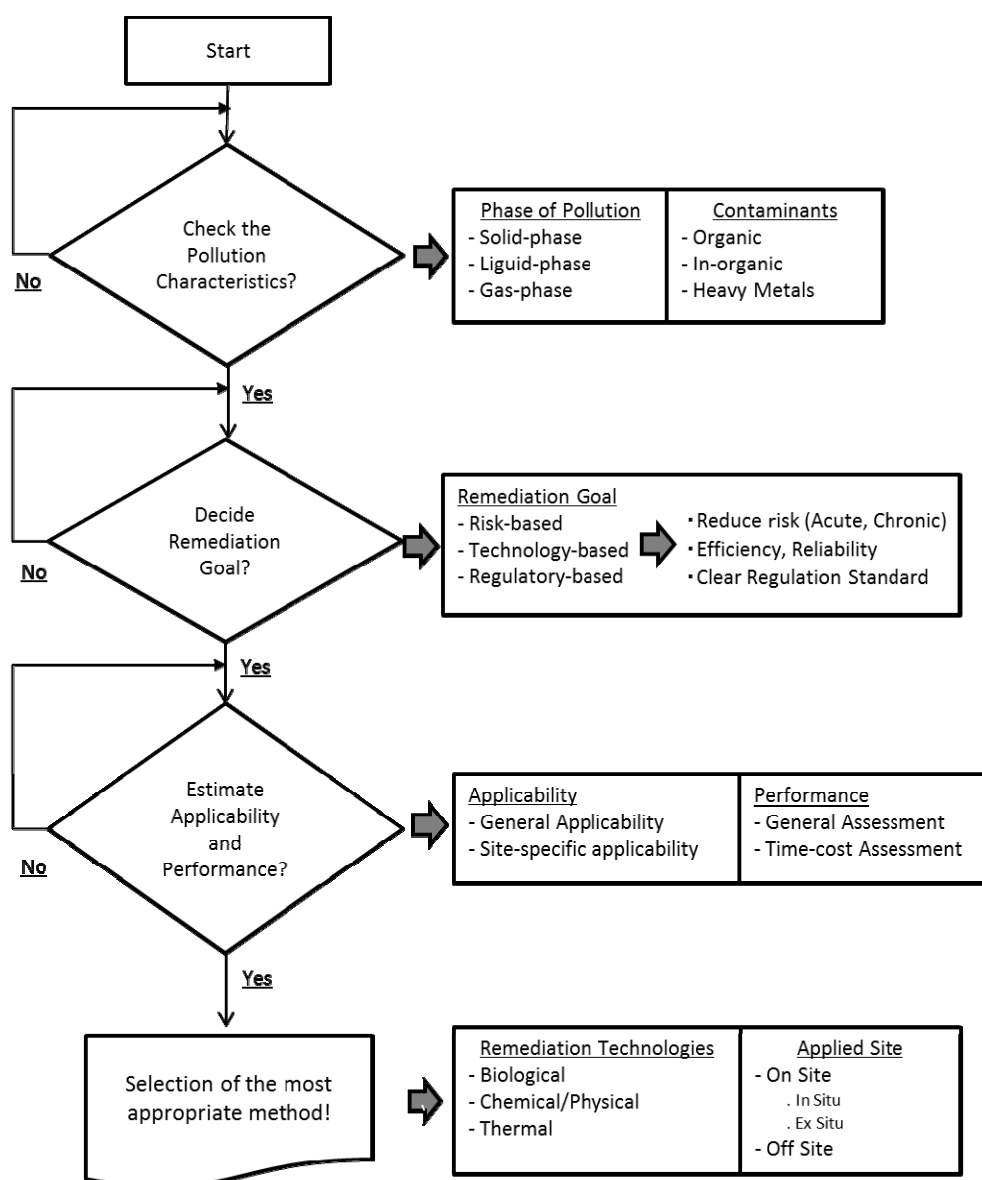 Start
Check the
Pollution
Characteristics?
No
Yes
Phase of Pollution
- Solid-phase
- Liguid-phase
- Gas-phase
Contaminants
- Organic
- In-organic
- Heavy Metals
Decide
Remediation
Goal?
No
Yes
Remediation Goal
- Risk-based
- Technology-based
- Regulatory-based
・Reduce risk (Acute, Chronic)
・Efficiency, Reliability
・Clear Regulation Standard
Estimate
Applicability
and
Performance?
No
Yes
Applicability
- General Applicability
- Site-specific applicability
Performance
- General Assessment
- Time-cost Assessment
Selection of the most
appropriate method!
Remediation Technologies
- Biological
- Chemical/Physical
- Thermal
Applied Site
- On Site
. In Situ
. Ex Situ
- Off Site